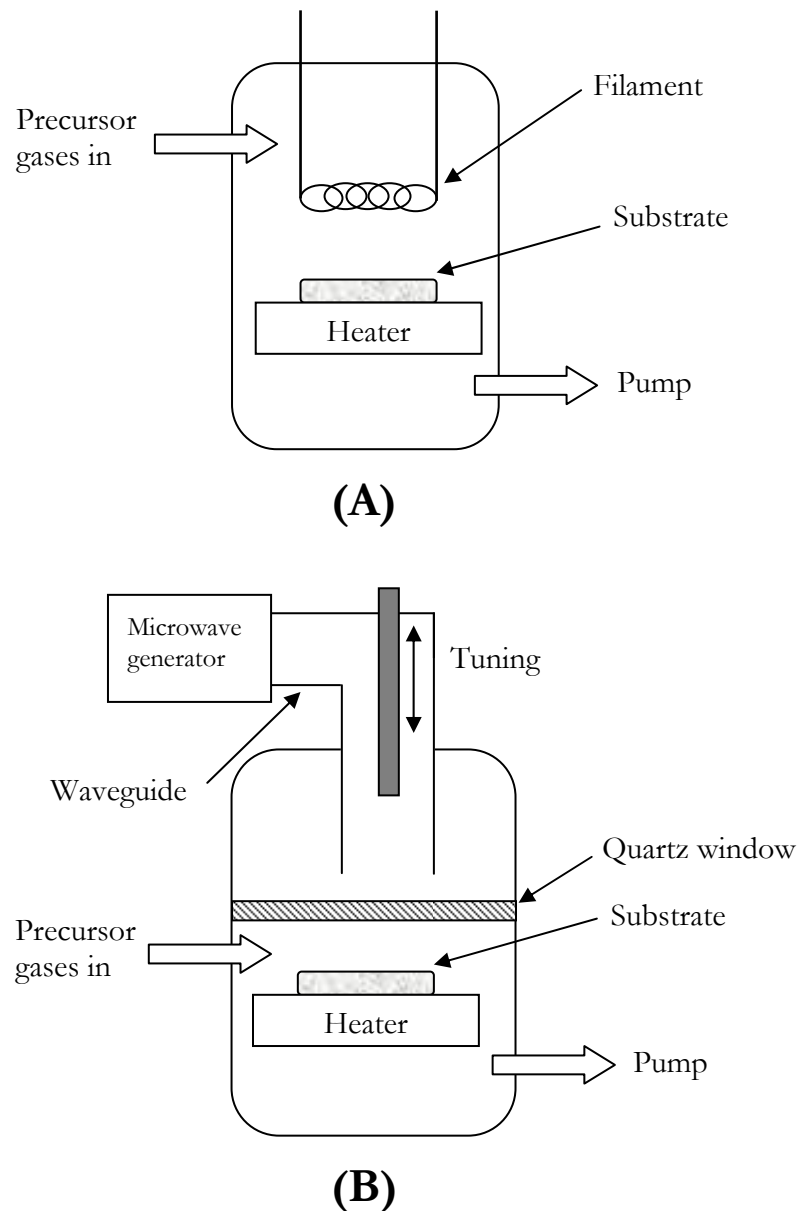 Filament
Precursor
gases in
Substrate
Heater
Pump
(A)
Microwave
generator
Tuning
Waveguide
Quartz window
Substrate
Precursor
gases in
Heater
Pump
(B)